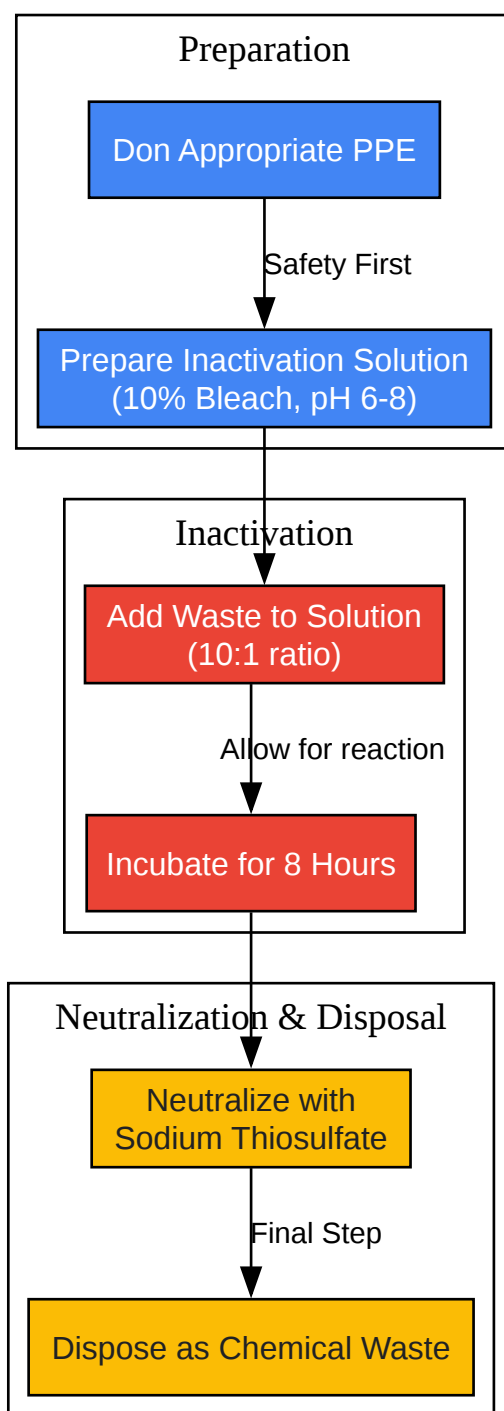 Preparation
Don Appropriate PPE
Safety First
Prepare Inactivation Solution
(10% Bleach, pH 6-8)
Inactivation
Add Waste to Solution
(10:1 ratio)
Allow for reaction
Incubate for 8 Hours
Neutralization & Disposal
Neutralize with
Sodium Thiosulfate
Final Step
Dispose as Chemical Waste